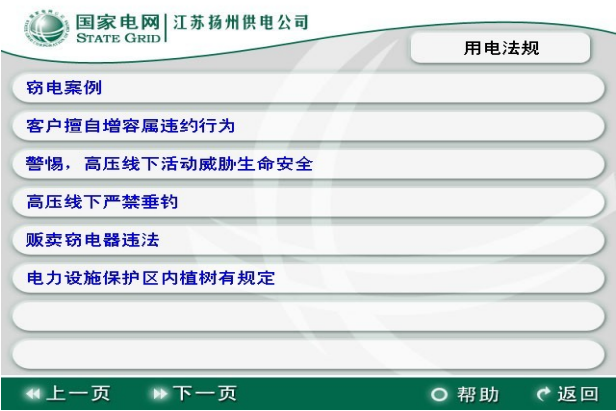 国家电网 江苏扬州供电公司
STATE GRID
用电法规
窃电案例
客户擅自增容属违约行为
警惕，高压线下活动威胁生命安全
高压线下严禁垂钓
贩卖窃电器违法
电力设施保护区内植树有规定
上一页 下一页 帮助 返回